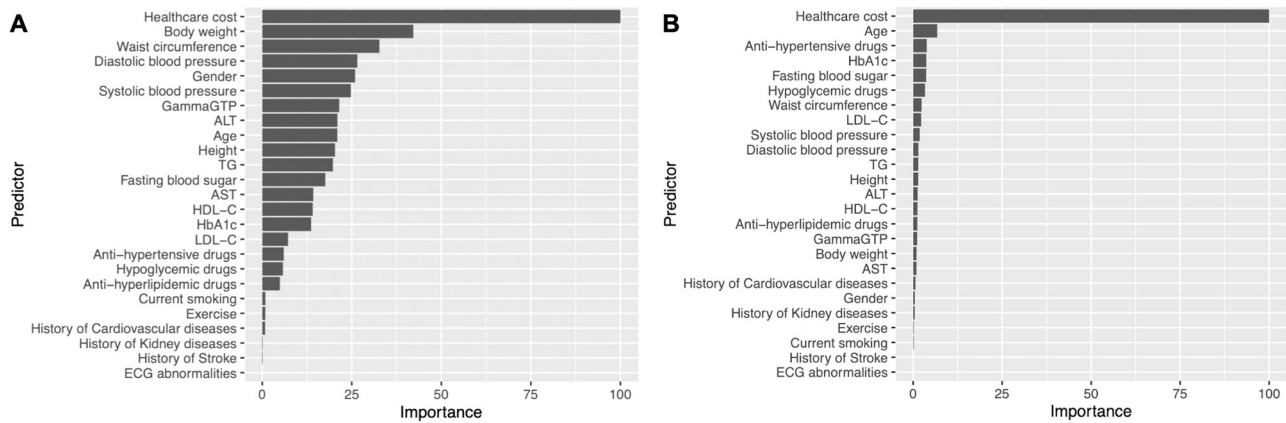 A
Predictor
Healthcare cost
Body weight
Waist circumference
Diastolic blood pressure
Gender
Systolic blood pressure
GammaGTP
ALT
Age
Height
TG
Fasting blood sugar
AST
HDL−C
HbA1c
LDL−C
Anti−hypertensive drugs
Hypoglycemic drugs
Anti−hyperlipidemic drugs
Current smoking
Exercise
History of Cardiovascular diseases
History of Kidney diseases
History of Stroke
ECG abnormalities
0 25 50 75 100
Importance
B
Predictor
Healthcare cost
Age
Anti−hypertensive drugs
HbA1c
Fasting blood sugar
Hypoglycemic drugs
Waist circumference
LDL−C
Systolic blood pressure
Diastolic blood pressure
TG
Height
ALT
HDL−C
Anti−hyperlipidemic drugs
GammaGTP
Body weight
AST
History of Cardiovascular diseases
Gender
History of Kidney diseases
Exercise
Current smoking
History of Stroke
ECG abnormalities
0 25 50 75 100
Importance